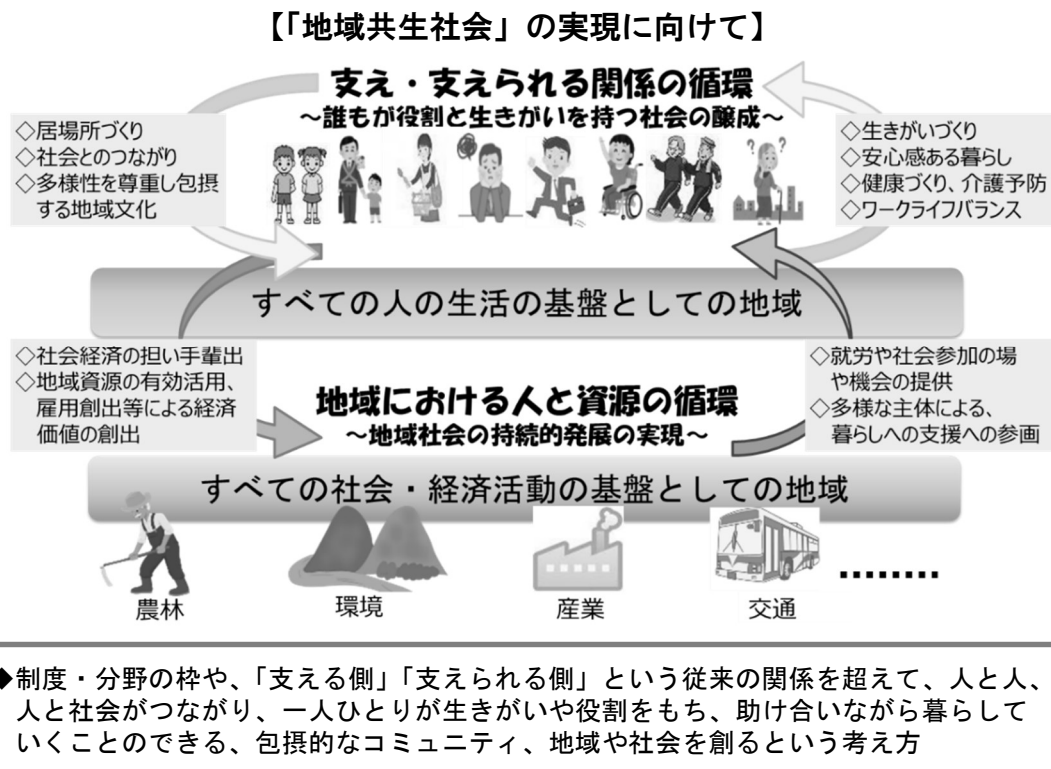 【「地域共生社会」の実現に向けて】
支え・支えられる関係の循環
～誰もが役割と生きがいを持つ社会の醸成～
◇居場所づくり
◇社会とのつながり
◇多様性を尊重し包摂
する地域文化
◇生きがいづくり
◇安心感ある暮らし
◇健康づくり、介護予防
◇ワークライフバランス
? ?
すべての人の生活の基盤としての地域
◇社会経済の担い手輩出
◇地域資源の有効活用、
雇用創出等による経済
価値の創出
地域における人と資源の循環
～地域社会の持続的発展の実現～
◇就労や社会参加の場
や機会の提供
◇多様な主体による、
暮らしへの支援への参画
すべての社会・経済活動の基盤としての地域
農林
環境
産業
交通
………
◆制度・分野の枠や、「支える側」「支えられる側」という従来の関係を超えて、人と人、
人と社会がつながり、一人ひとりが生きがいや役割をもち、助け合いながら暮らして
いくことのできる、包摂的なコミュニティ、地域や社会を創るという考え方